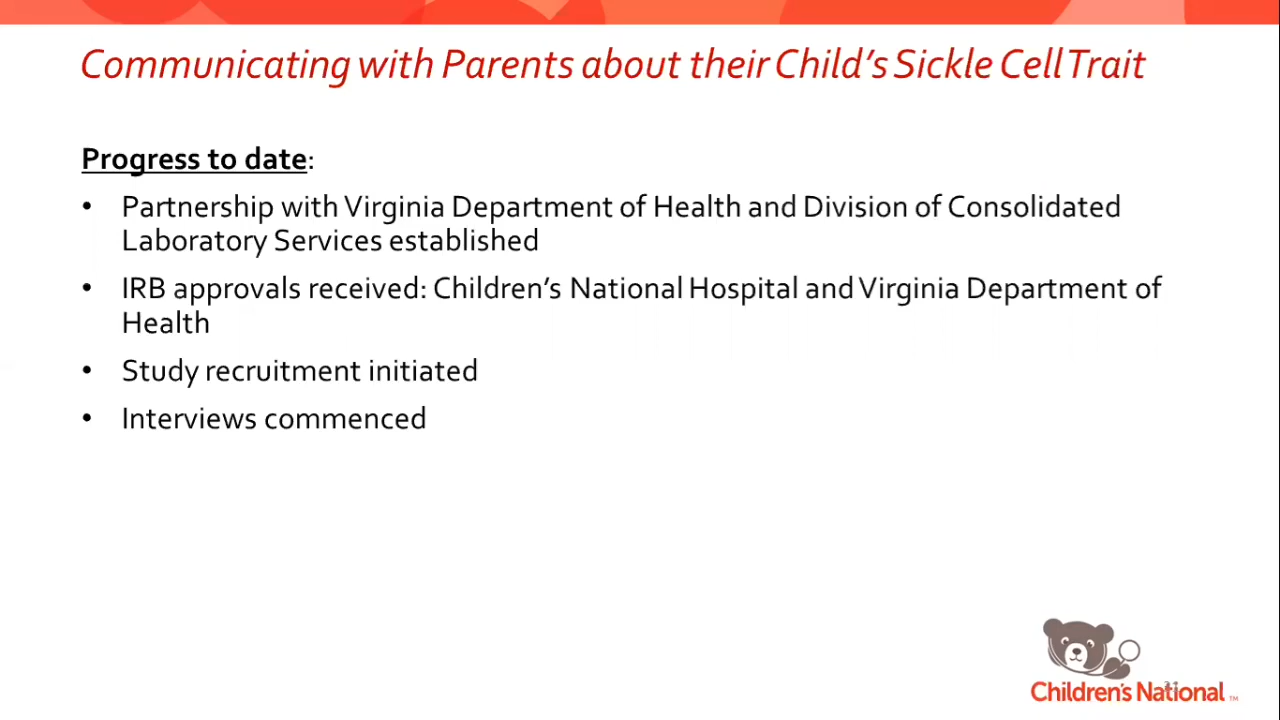 Communicating with Parents about their Child's Sickle Cell Trait
Progress to date:
• Partnership with Virginia Department of Health and Division of Consolidated
Laboratory Services established
• IRB approvals received: Children's National Hospital and Virginia Department of
Health
• Study recruitment initiated
• Interviews commenced
Children's National ™